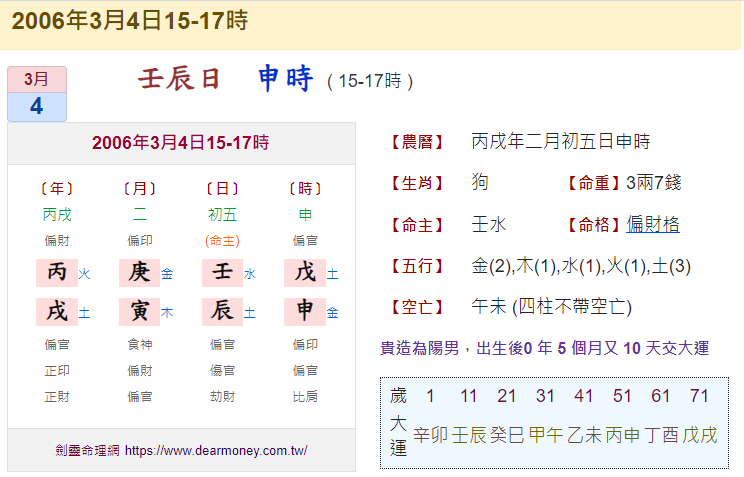 2006年3月4日15-17時
3月
4
壬辰日 申時 ( 15-17時 )
2006年3月4日15-17時
〔年〕 〔月〕 〔日〕 〔時〕
丙戌 二 初五 申
偏財 偏印 (命主) 偏官
丙火 庚金 壬水 戊土
戌土 寅木 辰土 申金
偏官 食神 偏官 偏印
正印 偏財 傷官 偏官
正財 偏官 劫財 比肩
劍靈命理網 https://www.dearmoney.com.tw/
【農曆】 丙戌年二月初五日申時
【生肖】 狗 【命重】3兩7錢
【命主】 壬水 【命格】偏財格
【五行】 金(2),木(1),水(1),火(1),土(3)
【空亡】 午未 (四柱不帶空亡)
貴造為陽男，出生後0 年 5 個月又 10 天交大運
歲 1 11 21 31 41 51 61 71
大運 辛卯 壬辰 癸巳 甲午 乙未 丙申 丁酉 戊戌